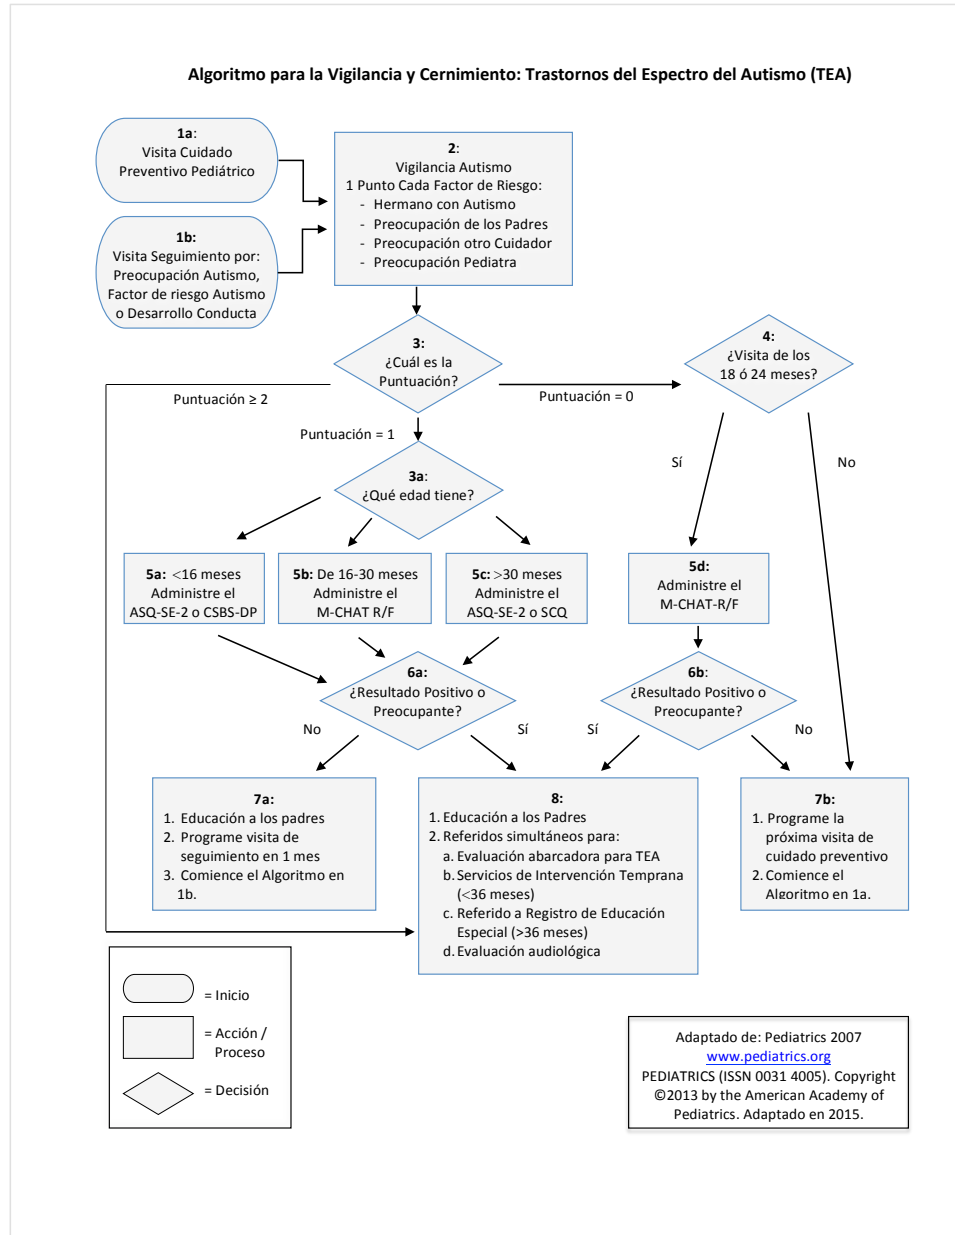 Algoritmo para la Vigilancia y Cernimiento: Trastornos del Espectro del Autismo (TEA)
1a:
Visita Cuidado
Preventivo Pediátrico
1b:
Visita Seguimiento por:
Preocupación Autismo,
Factor de riesgo Autismo
o Desarrollo Conducta
2:
Vigilancia Autismo
1 Punto Cada Factor de Riesgo:
- Hermano con Autismo
- Preocupación de los Padres
- Preocupación otro Cuidador
- Preocupación Pediatra
3:
¿Cuál es la
Puntuación?
4:
¿Visita de los
18 ó 24 meses?
Puntuación ≥ 2
Puntuación = 0
Puntuación = 1
Sí
No
3a:
¿Qué edad tiene?
5a: <16 meses
Administre el
ASQ-SE-2 o CSBS-DP
5b: De 16-30 meses
Administre el
M-CHAT R/F
5c: >30 meses
Administre el
ASQ-SE-2 o SCQ
5d:
Administre el
M-CHAT-R/F
6a:
¿Resultado Positivo o
Preocupante?
6b:
¿Resultado Positivo o
Preocupante?
No
Sí
Sí
No
7a:
1. Educación a los padres
2. Programe visita de
seguimiento en 1 mes
3. Comience el Algoritmo en
1b.
8:
1. Educación a los Padres
2. Referidos simultáneos para:
a. Evaluación abarcadora para TEA
b. Servicios de Intervención Temprana
(<36 meses)
c. Referido a Registro de Educación
Especial (>36 meses)
d. Evaluación audiológica
7b:
1. Programe la
próxima visita de
cuidado preventivo
2. Comience el
Algoritmo en 1a.
= Inicio
= Acción /
Proceso
= Decisión
Adaptado de: Pediatrics 2007
www.pediatrics.org
PEDIATRICS (ISSN 0031 4005). Copyright
©2013 by the American Academy of
Pediatrics. Adaptado en 2015.